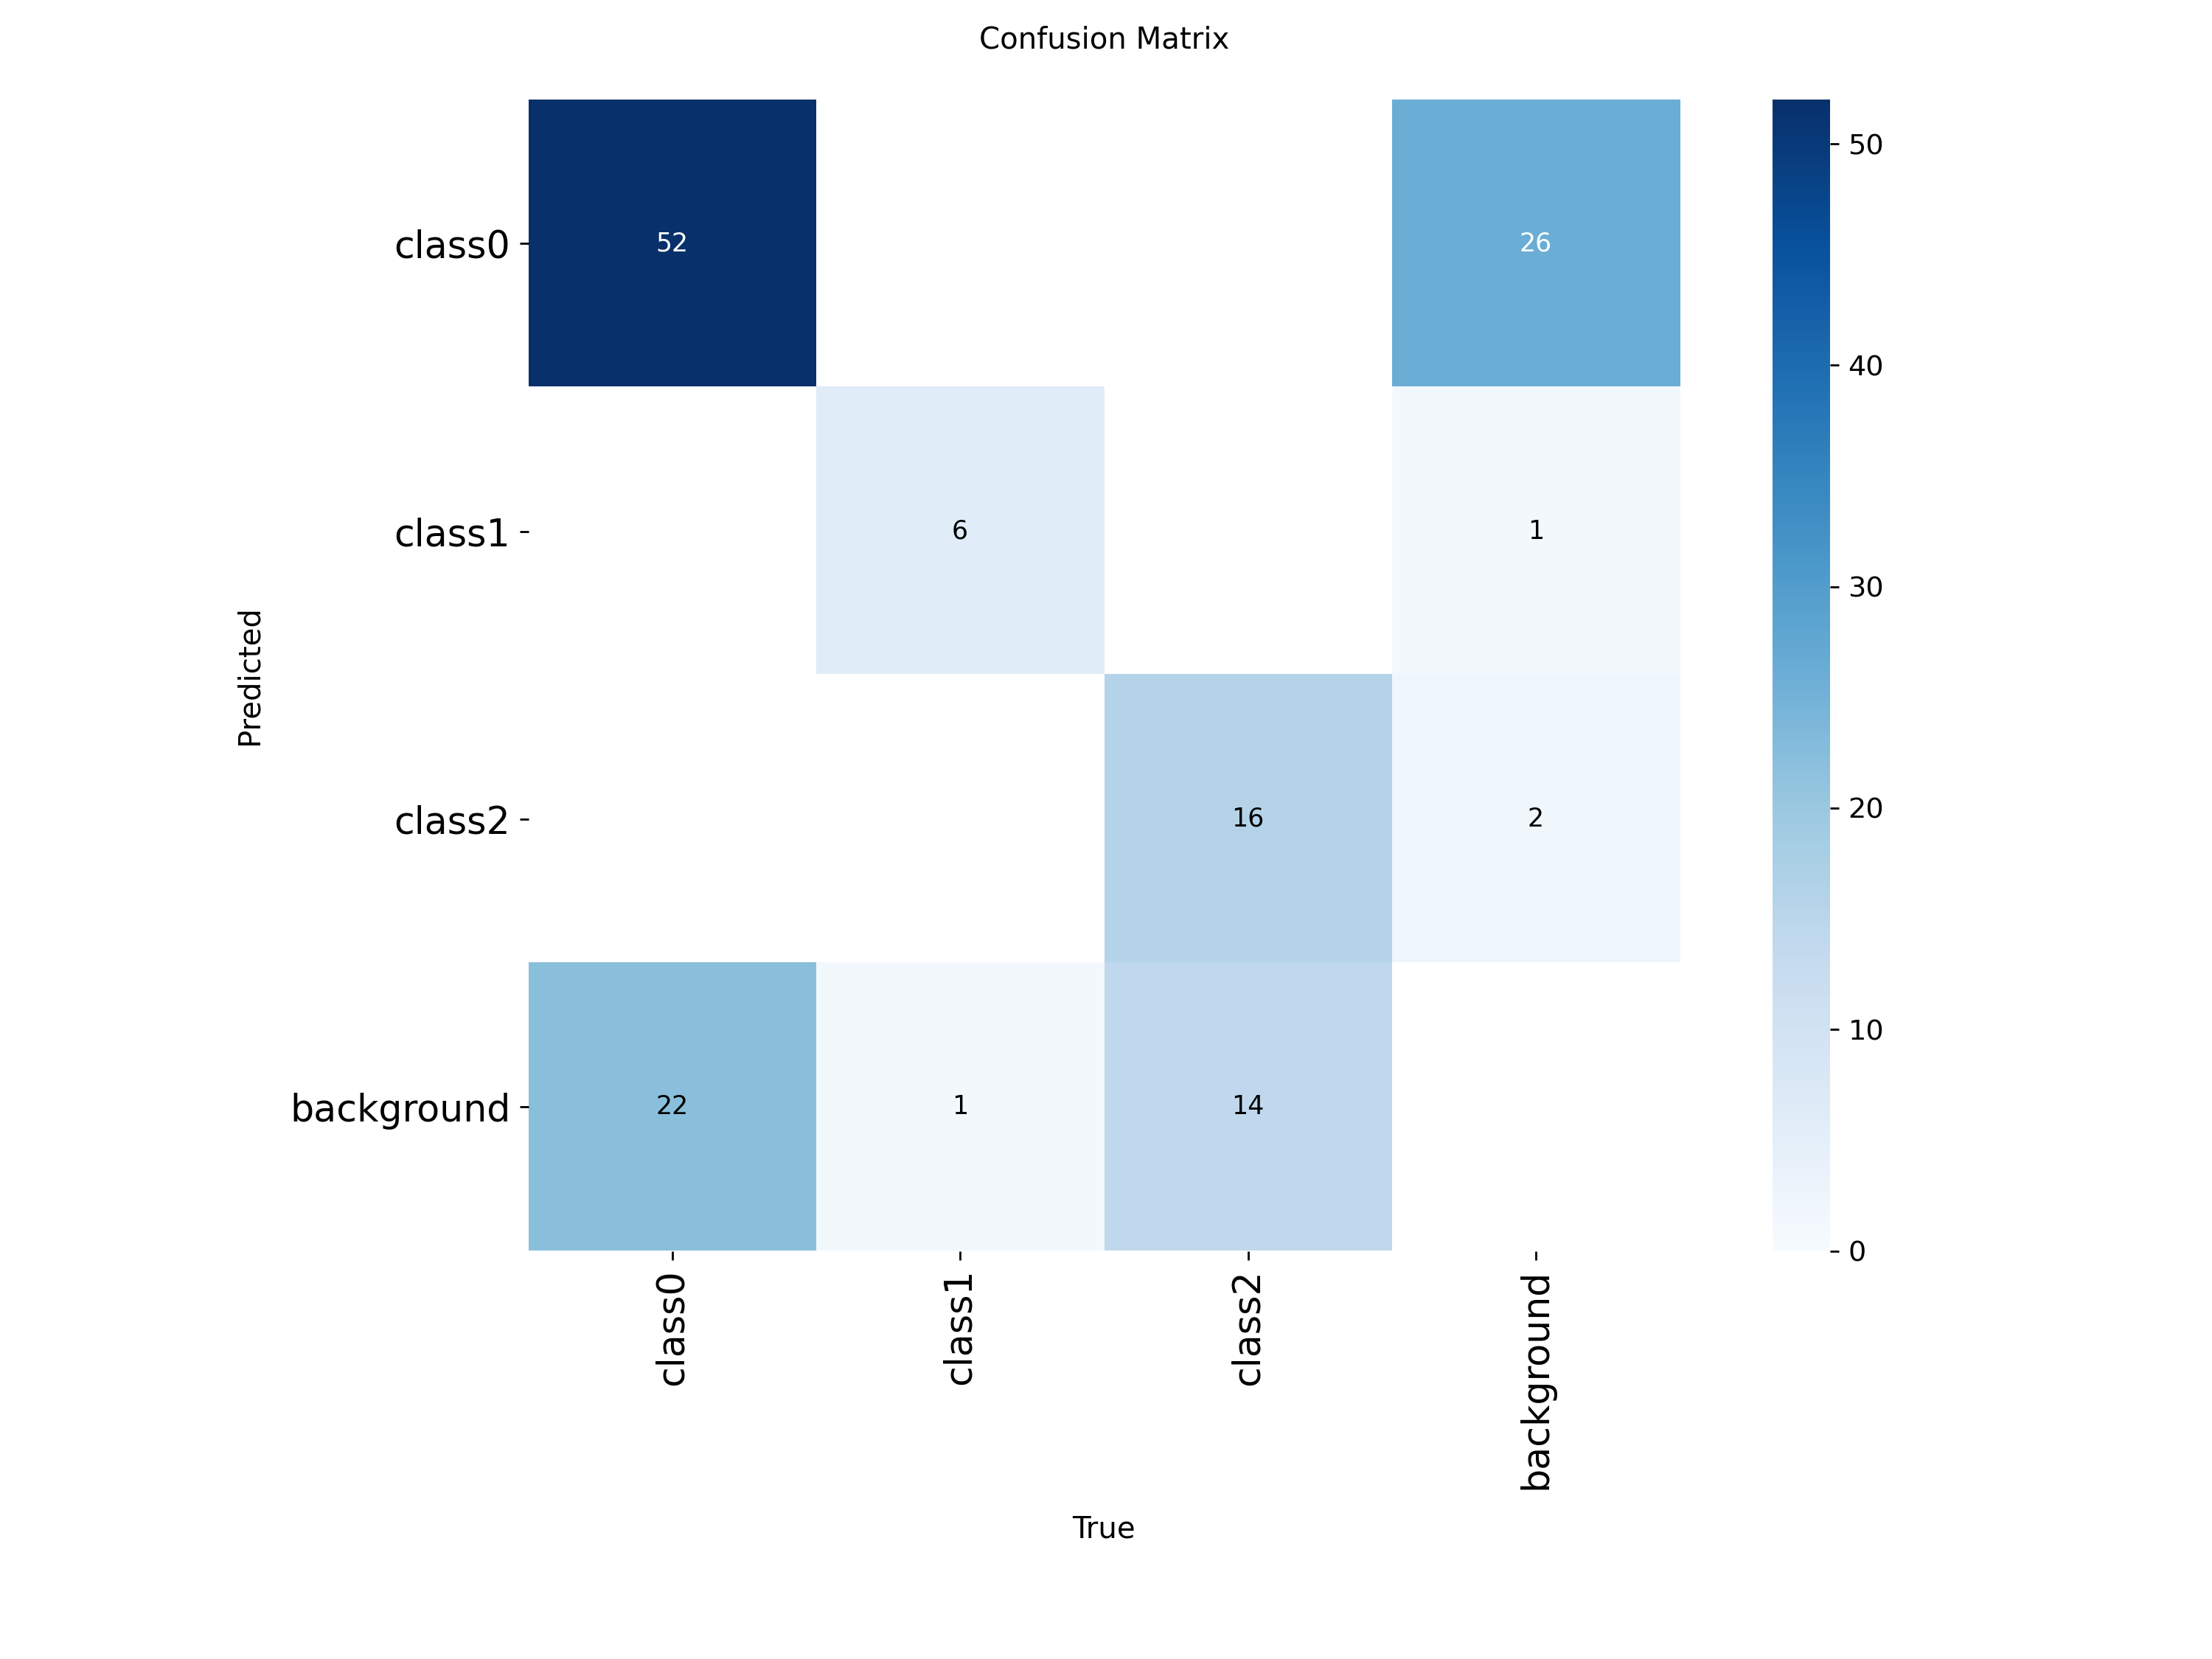 Confusion Matrix
class0
52
26
50
40
class1
6
1
30
Predicted
class2
16
2
20
10
background
22
1
14
0
class0
class1
class2
background
True